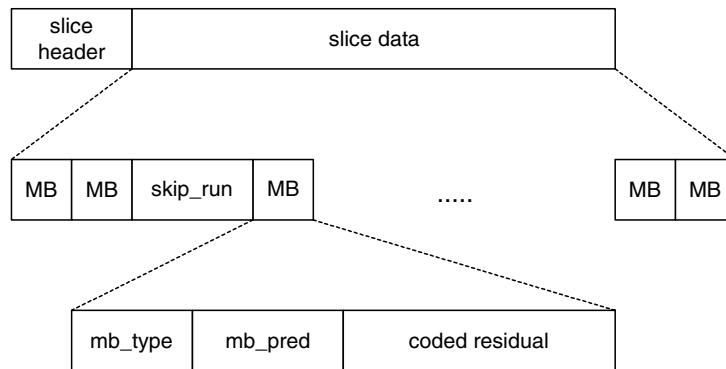 slice
header
slice data
MB
MB
skip_run
MB
.....
MB
MB
mb_type
mb_pred
coded residual